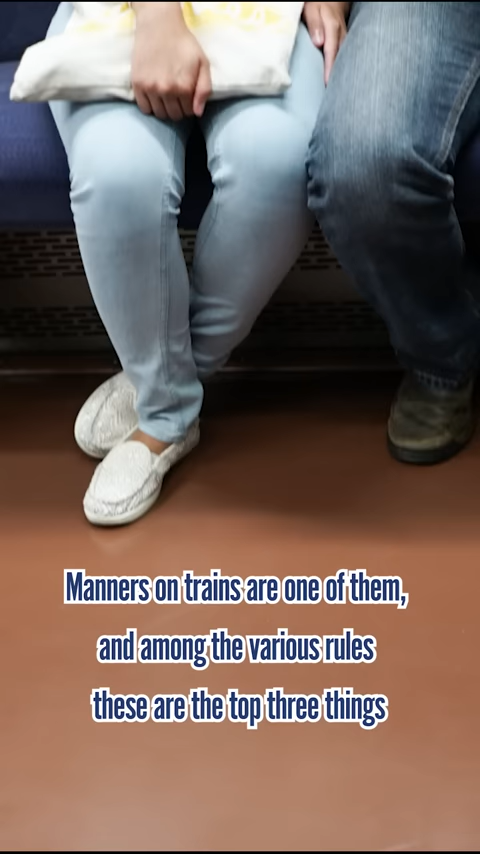 Manners on trains are one of them,
and among the various rules
these are the top three things